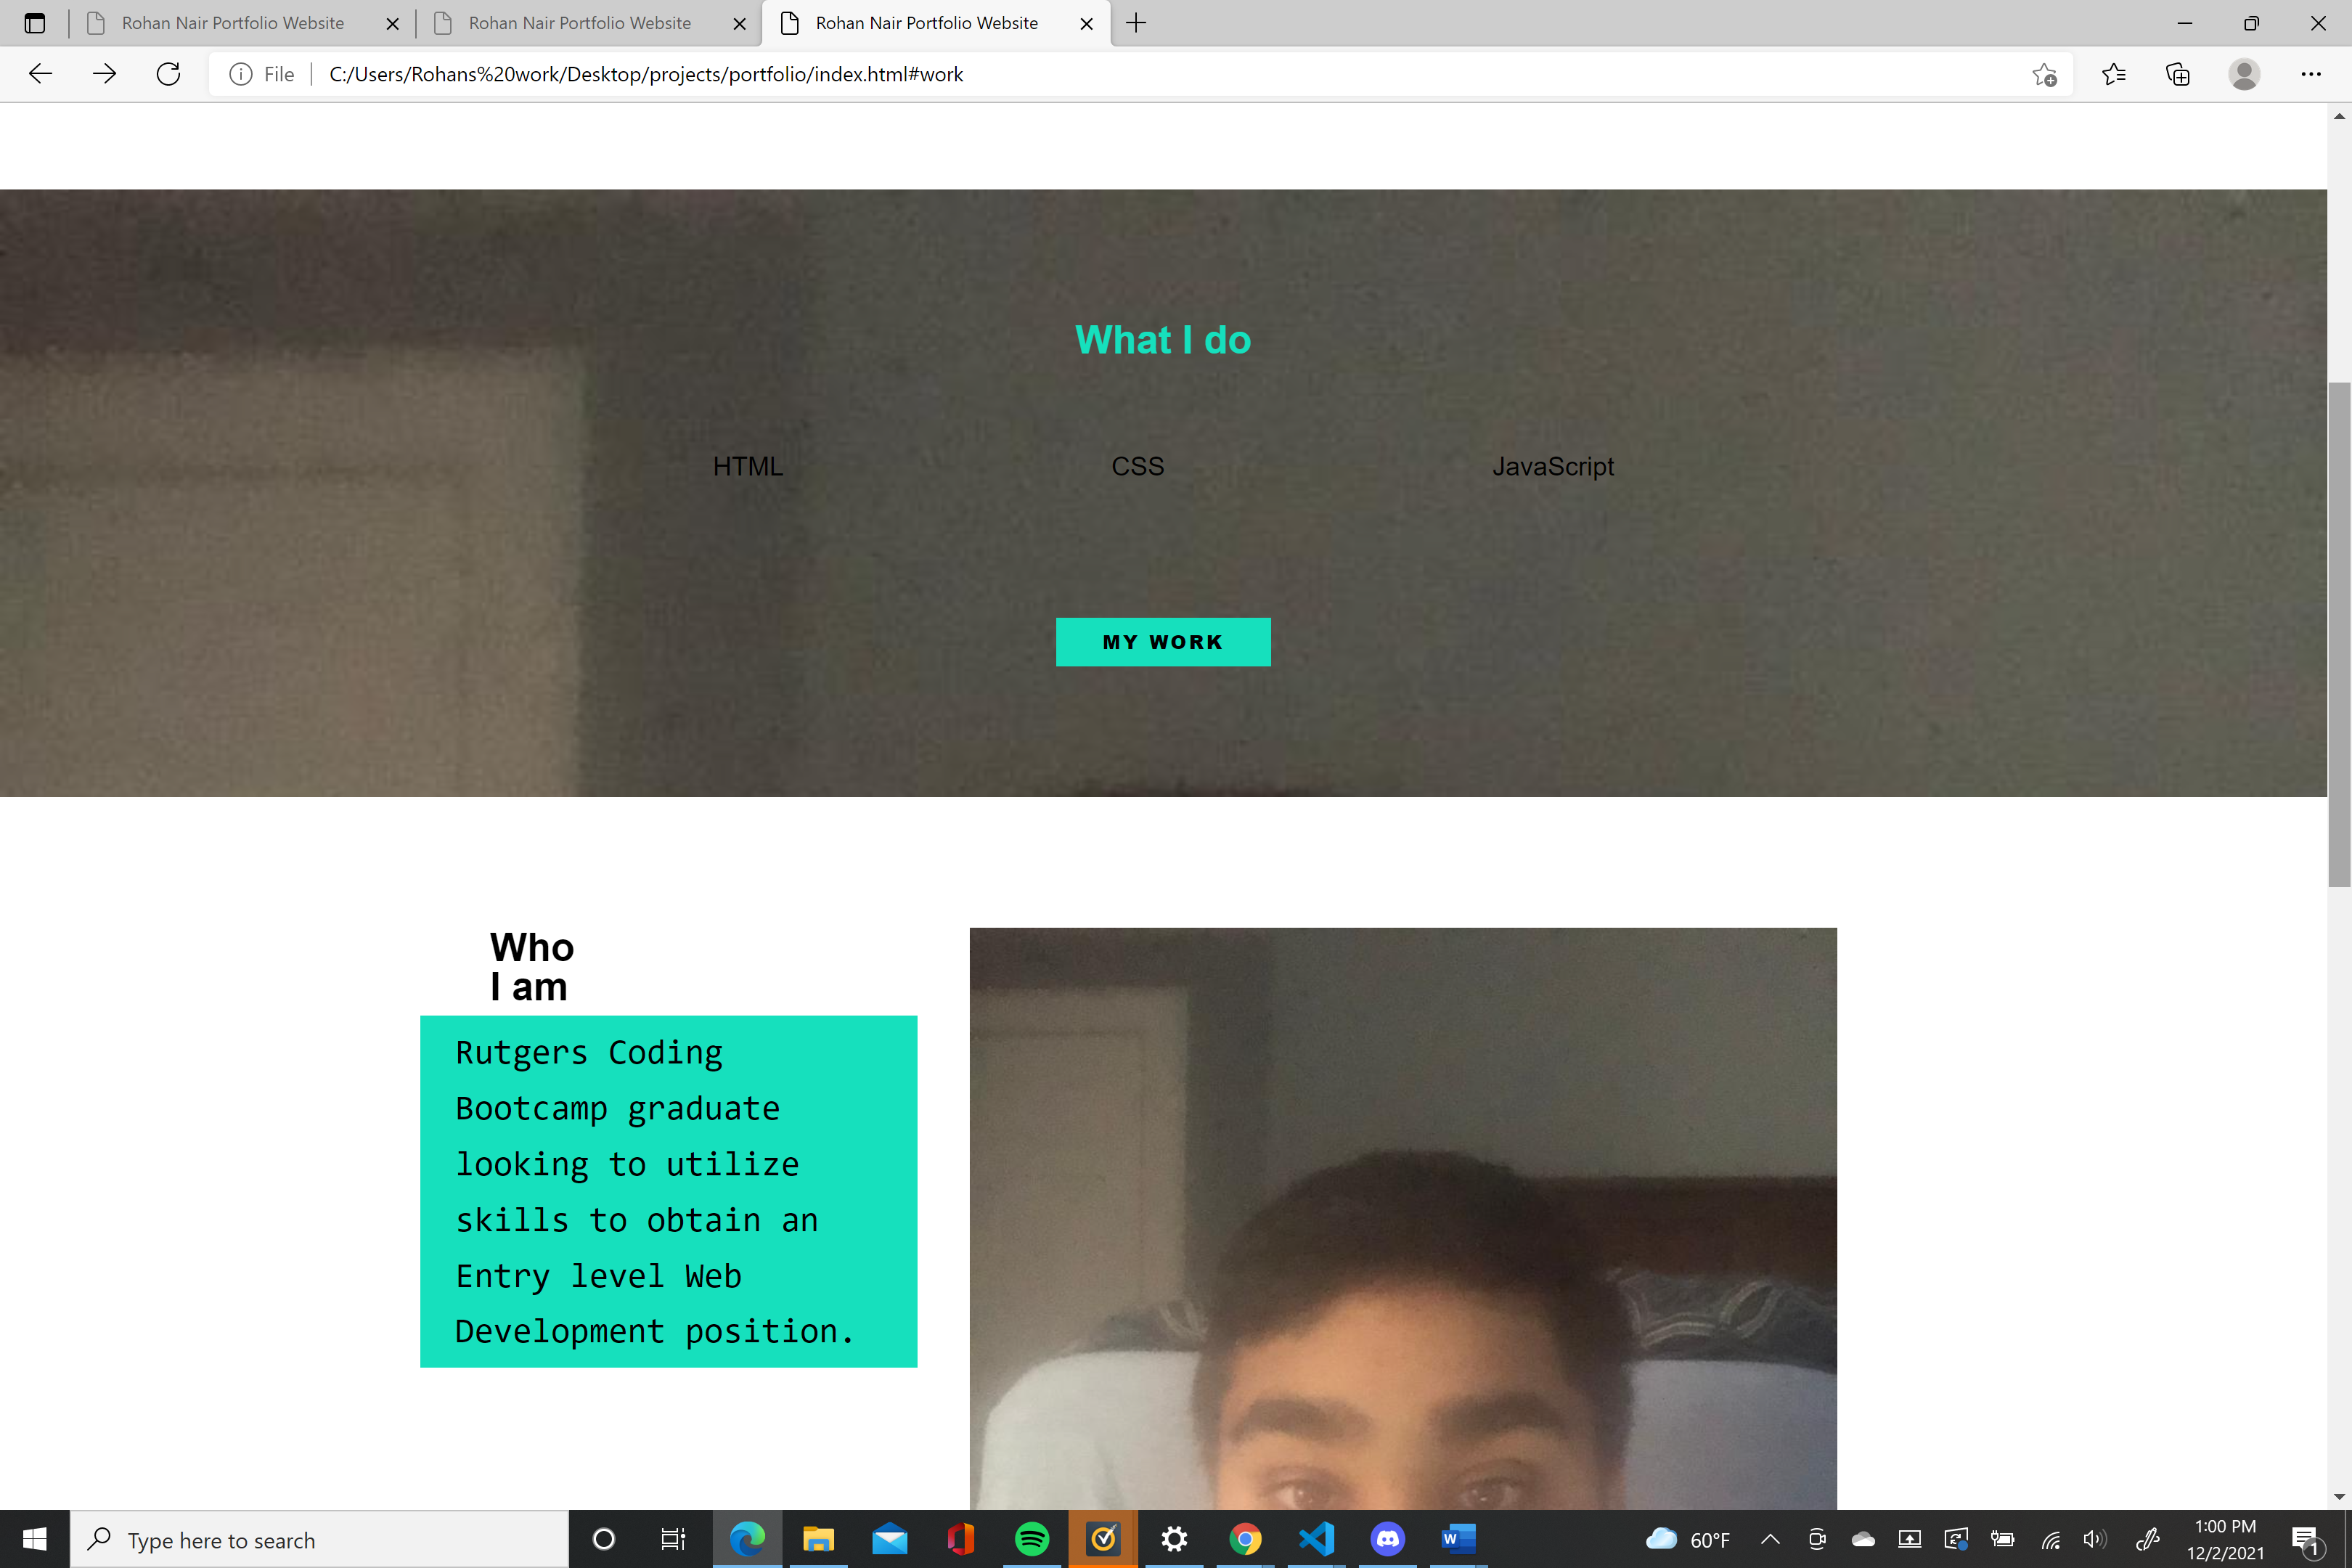 Rohan Nair Portfolio Website
Rohan Nair Portfolio Website
Rohan Nair Portfolio Website
File
C:/Users/Rohans%20work/Desktop/projects/portfolio/index.html#work
What I do
HTML
CSS
JavaScript
MY WORK
Who
I am
Rutgers Coding
Bootcamp graduate
looking to utilize
skills to obtain an
Entry level Web
Development position.
Type here to search
W
60°F
1:00 PM
12/2/2021
1